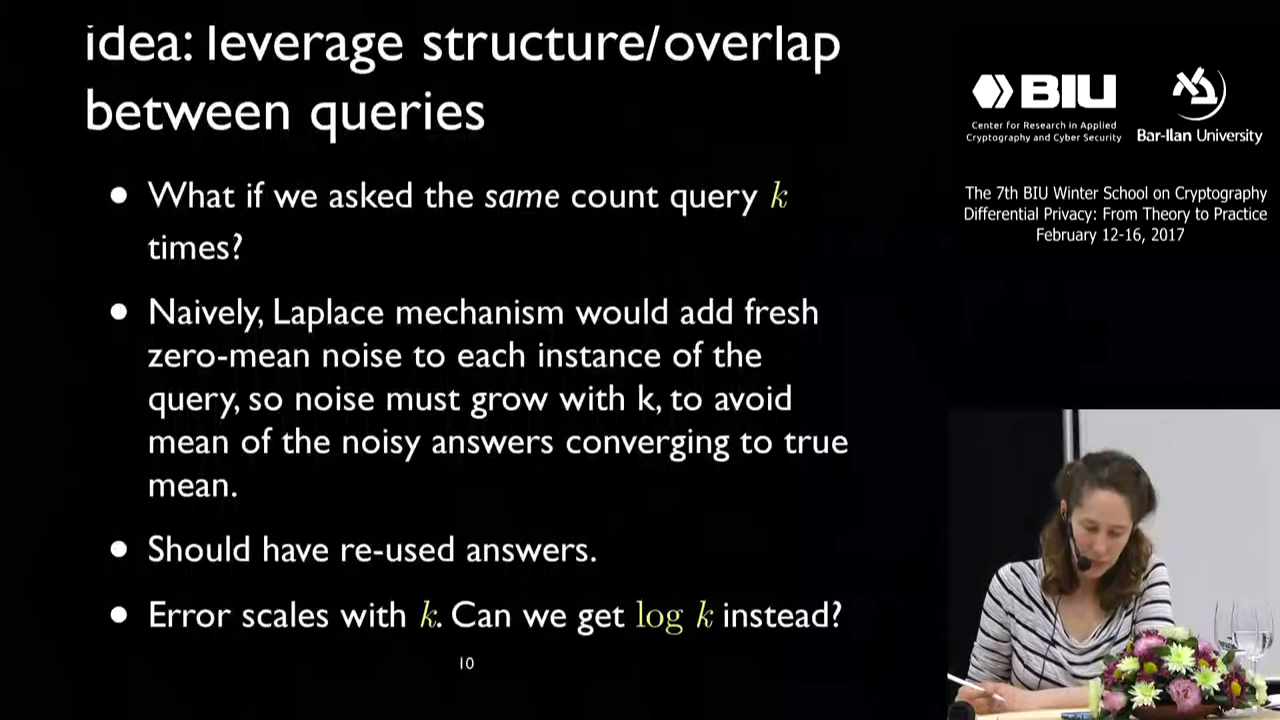 idea: leverage structure/overlap
between queries
• What if we asked the same count query k
times?
• Naively, Laplace mechanism would add fresh
zero-mean noise to each instance of the
query, so noise must grow with k, to avoid
mean of the noisy answers converging to true
mean.
• Should have re-used answers.
• Error scales with k. Can we get log k instead?
10
BIU
Center for Research in Applied
Cryptography and Cyber Security
Bar-Ilan University
The 7th BIU Winter School on Cryptography
Differential Privacy: From Theory to Practice
February 12-16, 2017